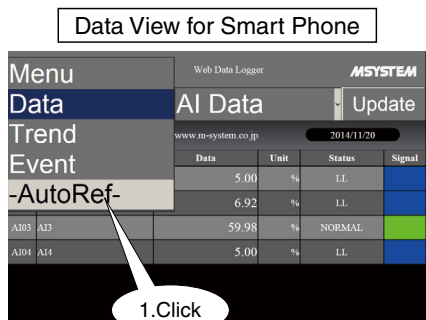 Data View for Smart Phone
Menu
Web Data Logger
MSYSTEM
Data
AI Data
Update
Trend
www.m-system.co.jp
2014/11/20
Event
Data Unit Status Signal
-AutoRef-
5.00 % LL
6.92 % LL
AI03 AI3 59.98 % NORMAL
AI04 AI4 5.00 % LL
1.Click